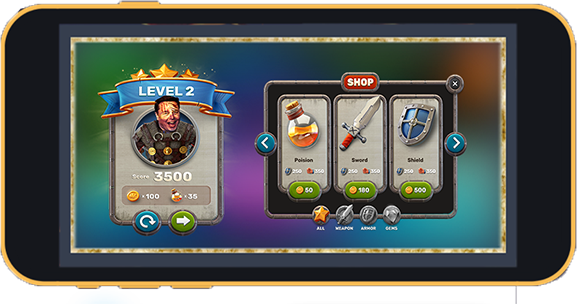 LEVEL 2
Score 3500
×100 ×35
SHOP
Poision Sword Shield
250 350 250 350 250 350
50 180 500
ALL WEAPON ARMOR GEMS